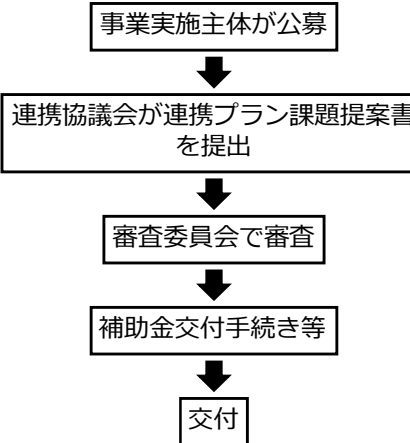 事業実施主体が公募
連携協議会が連携プラン課題提案書
を提出
審査委員会で審査
補助金交付手続き等
交付